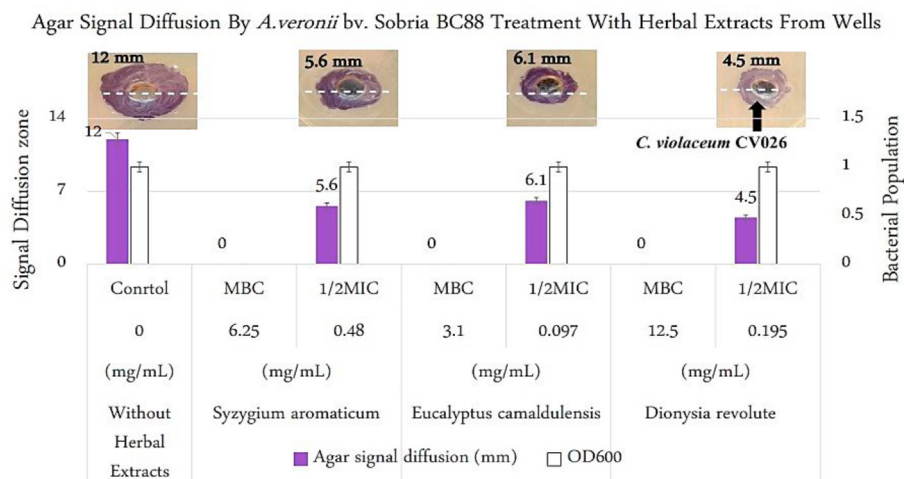 Agar Signal Diffusion By A.veronii bv. Sobria BC88 Treatment With Herbal Extracts From Wells
12 mm
5.6 mm
6.1 mm
4.5 mm
C. violaceum CV026
Signal Diffusion zone
14
7
0
12
0
5.6
0
6.1
0
4.5
1.5
1
0.5
0
Bacterial Population
Conrtol MBC 1/2MIC MBC 1/2MIC MBC 1/2MIC
0 6.25 0.48 3.1 0.097 12.5 0.195
(mg/mL) (mg/mL) (mg/mL) (mg/mL)
Without Syzygium aromaticum Eucalyptus camaldulensis Dionysia revolute
Herbal
Extracts
Agar signal diffusion (mm) OD600